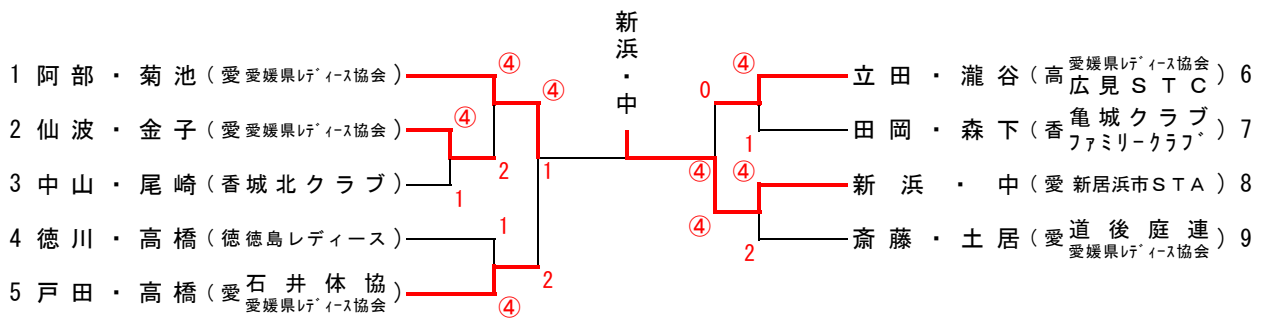 新浜・中
1 阿部・菊池(愛 愛媛県ﾚﾃﾞｨｰｽ協会)
④
④
2 仙波・金子(愛 愛媛県ﾚﾃﾞｨｰｽ協会)
④
2
3 中山・尾崎(香 城北クラブ)
1
1
4 徳川・高橋(徳 徳島レディース)
1
2
5 戸田・高橋(愛 石井体協
愛媛県ﾚﾃﾞｨｰｽ協会)
④
④
0
立田・瀧谷(高 愛媛県ﾚﾃﾞｨｰｽ協会
広見ＳＴＣ) 6
田岡・森下(香 亀城クラブ
ファミリークラブ) 7
1
④
④
新浜・中(愛 新居浜市ＳＴＡ) 8
④
斎藤・土居(愛 道後庭連
愛媛県ﾚﾃﾞｨｰｽ協会) 9
2